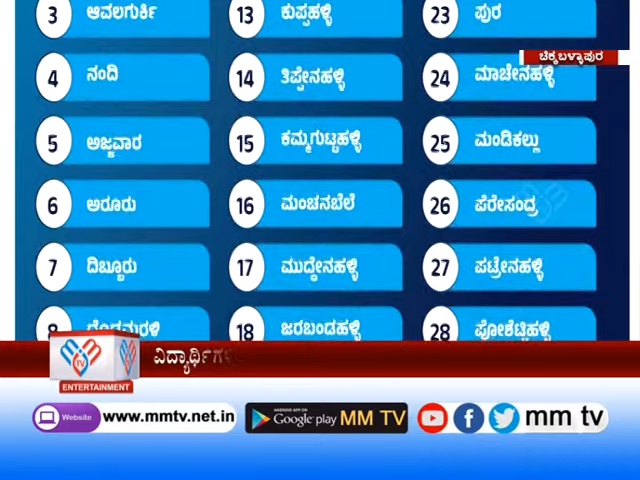 3 ಆವಲಗುರ್ಕಿ
13 ಕುಪ್ಪಹಳ್ಳಿ
23 ಪುರ
ಚಿಕ್ಕಬಳ್ಳಾಪುರ
4 ನಂದಿ
14 ತಿಪ್ಪೇನಹಳ್ಳಿ
24 ಮಾಚೇನಹಳ್ಳಿ
5 ಅಜ್ಜವಾರ
15 ಕಮ್ಮಗುಟ್ಟಹಳ್ಳಿ
25 ಮಂಡಿಕಲ್ಲು
6 ಅರೂರು
16 ಮಂಚನಬೆಲೆ
26 ಪೆರೇಸಂದ್ರ
7 ದಿಬ್ಬೂರು
17 ಮುದ್ದೇನಹಳ್ಳಿ
27 ಪಟ್ರೇನಹಳ್ಳಿ
18 ಜರಬಂಡಹಳ್ಳಿ
28 ಪೋಶೆಟ್ಟಿಹಳ್ಳಿ
TV
ENTERTAINMENT
Website
www.mmtv.net.in
ANDROID APP ON
Google play
MM TV
mm tv